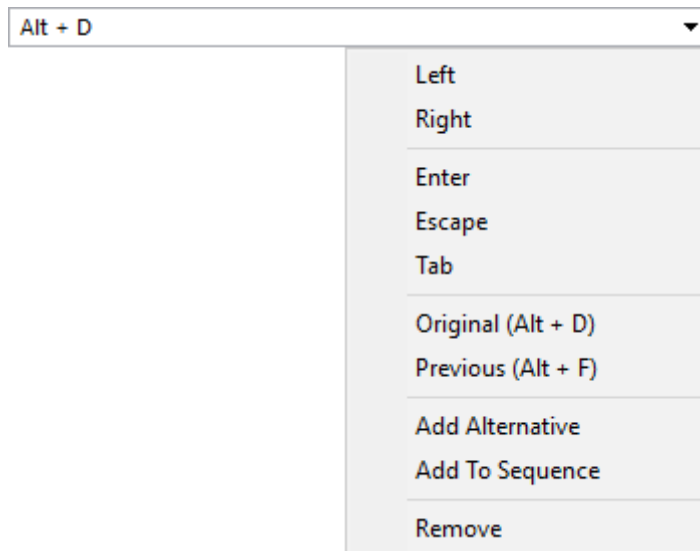 Alt + D
Left
Right
Enter
Escape
Tab
Original (Alt + D)
Previous (Alt + F)
Add Alternative
Add To Sequence
Remove